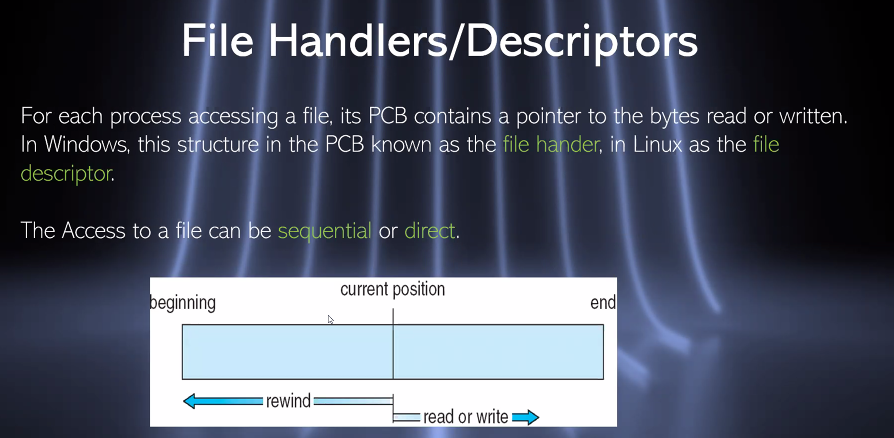 File Handlers/Descriptors
For each process accessing a file, its PCB contains a pointer to the bytes read or written.
In Windows, this structure in the PCB known as the file hander, in Linux as the file
descriptor.
The Access to a file can be sequential or direct.
current position
beginning
end
rewind
read or write